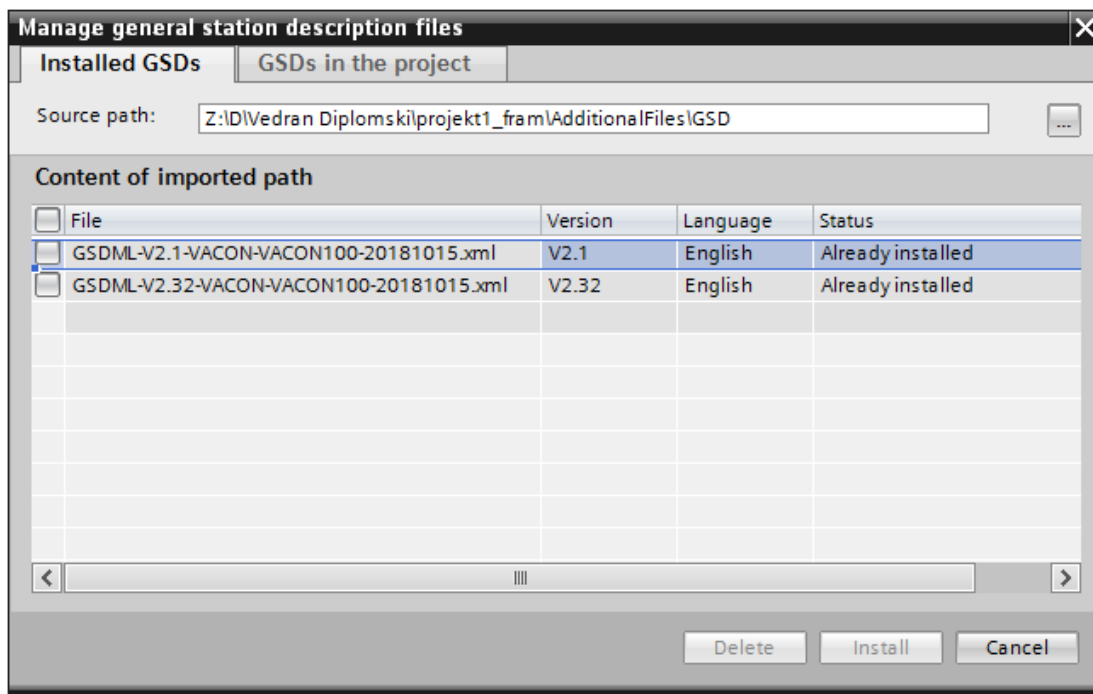 Manage general station description files
Installed GSDs GSDs in the project
Source path: Z:\D\Vedran Diplomski\projekt1_fram\AdditionalFiles\GSD ...
Content of imported path
File Version Language Status
GSDML-V2.1-VACON-VACON100-20181015.xml V2.1 English Already installed
GSDML-V2.32-VACON-VACON100-20181015.xml V2.32 English Already installed
Delete Install Cancel